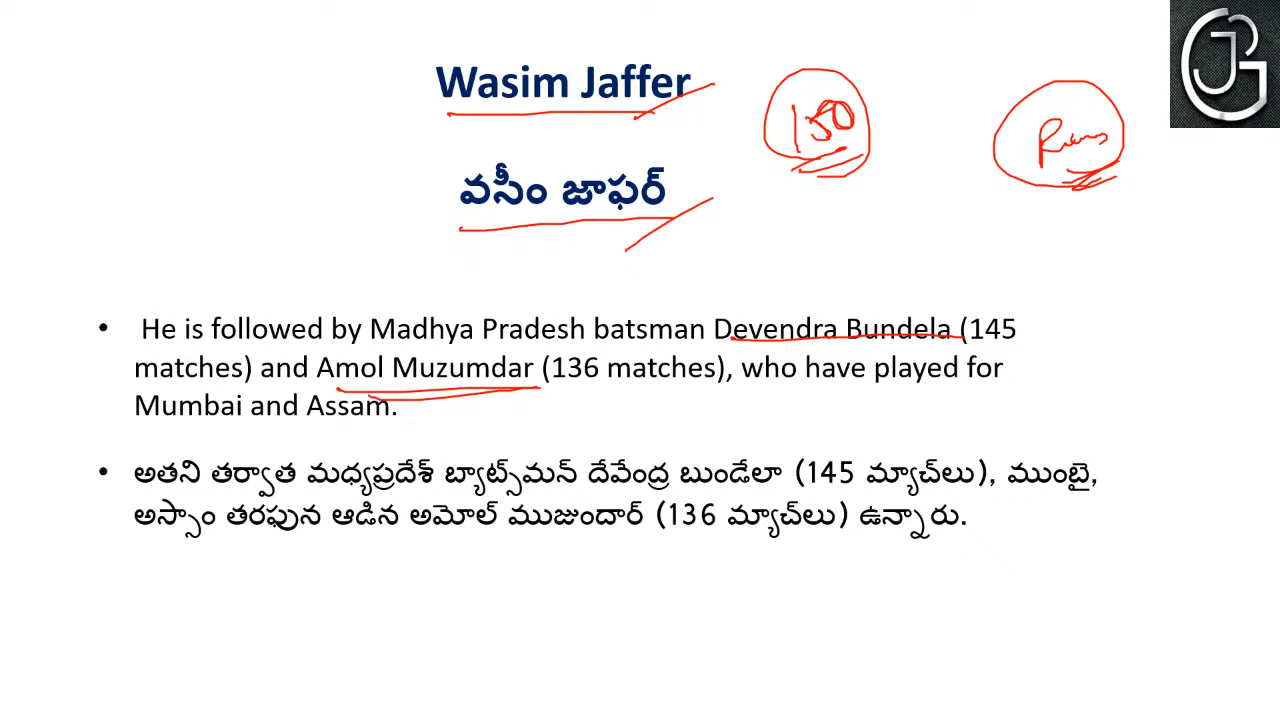 Wasim Jaffer
150
Runs
వసీం జాఫర్
• He is followed by Madhya Pradesh batsman Devendra Bundela (145
matches) and Amol Muzumdar (136 matches), who have played for
Mumbai and Assam.
• అతని తర్వాత మధ్యప్రదేశ్ బ్యాట్స్‌మన్ దేవేంద్ర బుండేలా (145 మ్యాచ్‌లు), ముంబై,
అస్సాం తరఫున ఆడిన అమోల్ ముజుందార్ (136 మ్యాచ్‌లు) ఉన్నారు.